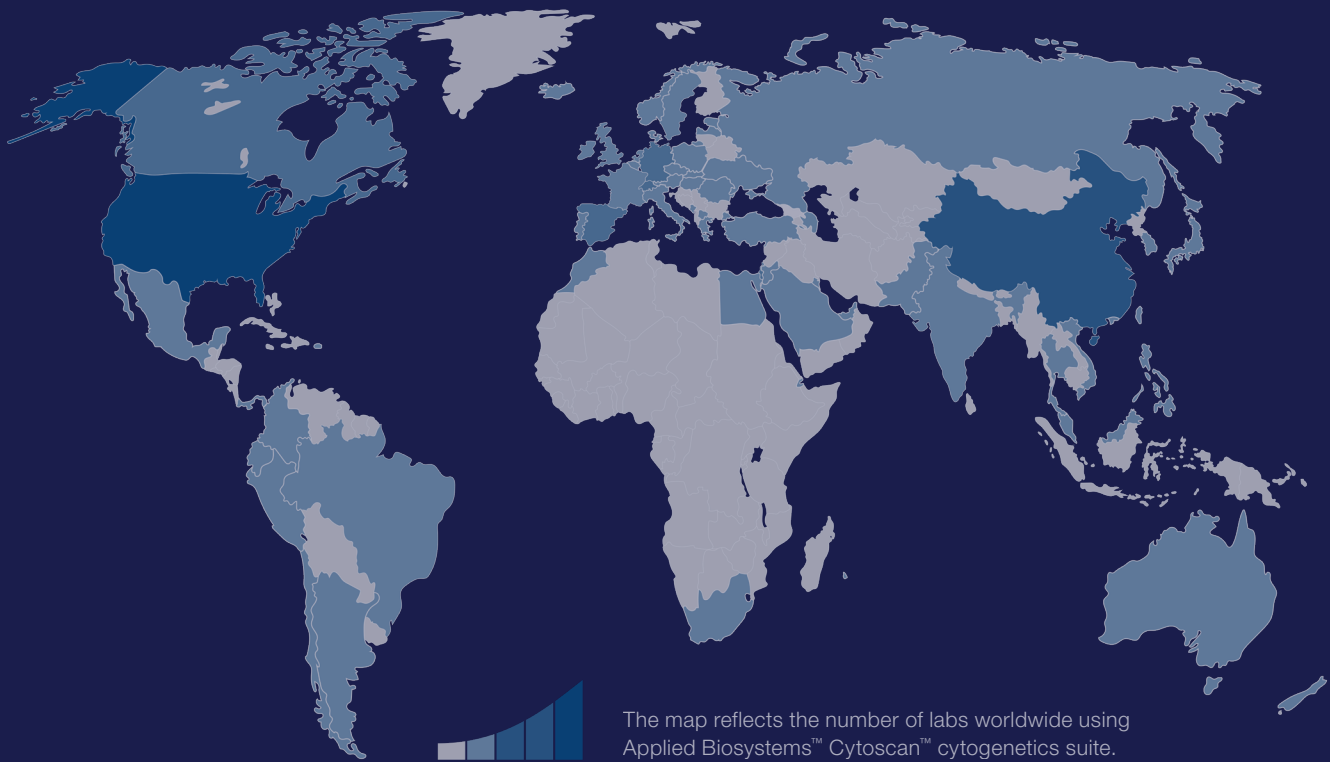 The map reflects the number of labs worldwide using
Applied Biosystems™ Cytoscan™ cytogenetics suite.